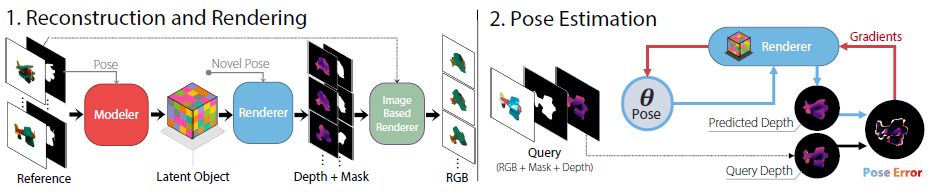 1. Reconstruction and Rendering
Pose
Novel Pose
Modeler
Renderer
Image
Based
Renderer
Reference
Latent Object
Depth + Mask
RGB
2. Pose Estimation
Gradients
Renderer
θ
Pose
Predicted Depth
Query
(RGB + Mask + Depth)
Query Depth
Pose Error